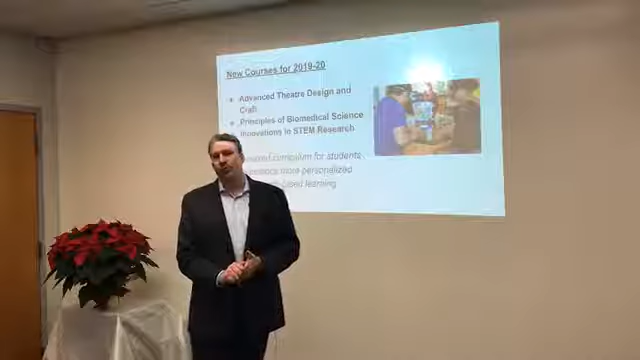 New Courses for 2019-20
Advanced Theatre Design and
Craft
Principles of Biomedical Science
Innovations in STEM Research
curriculum for students
more personalized
learning